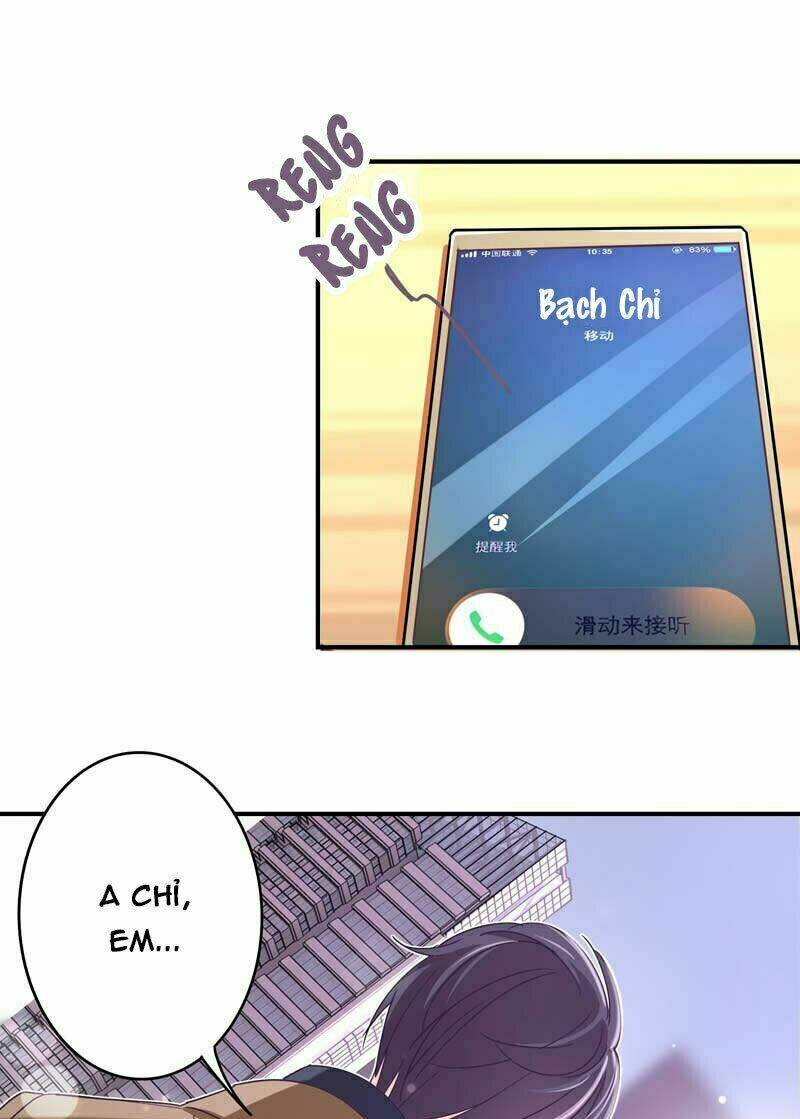 RENG
RENG
中国联通 10:35 83%
Bạch Chỉ
移动
提醒我
滑动来接听
A CHỈ,
EM...